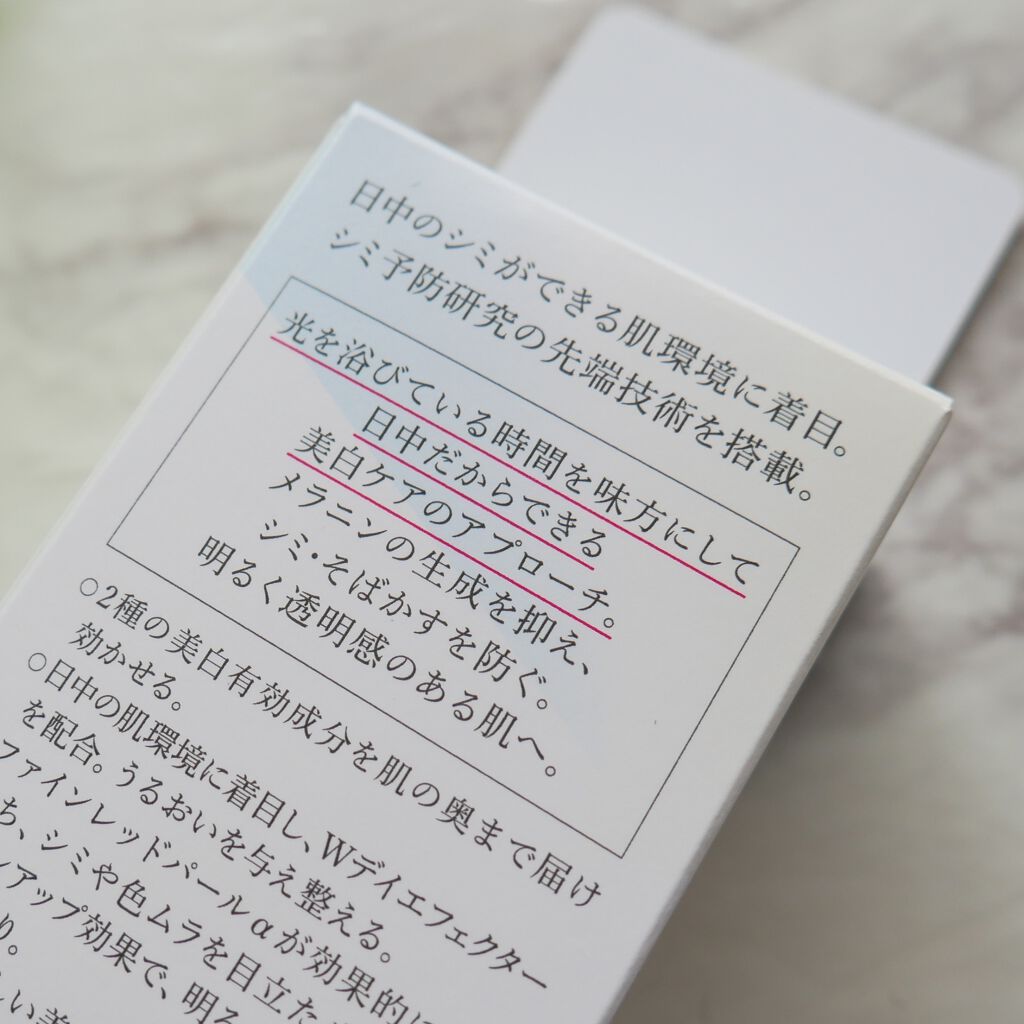 日中のシミができる肌環境に着目。
シミ予防研究の先端技術を搭載。
光を浴びている時間を味方にして
日中だからできる
美白ケアのアプローチ。
メラニンの生成を抑え、
シミ・そばかすを防ぐ。
明るく透明感のある肌へ。
○2種の美白有効成分を肌の奥まで届け
効かせる。
○日中の肌環境に着目し、Wデイエフェクター
を配合。うるおいを与え整える。
ファインレッドパールαが効果的に
ち、シミや色ムラを目立た
アップ効果で、明る
り。
しい美